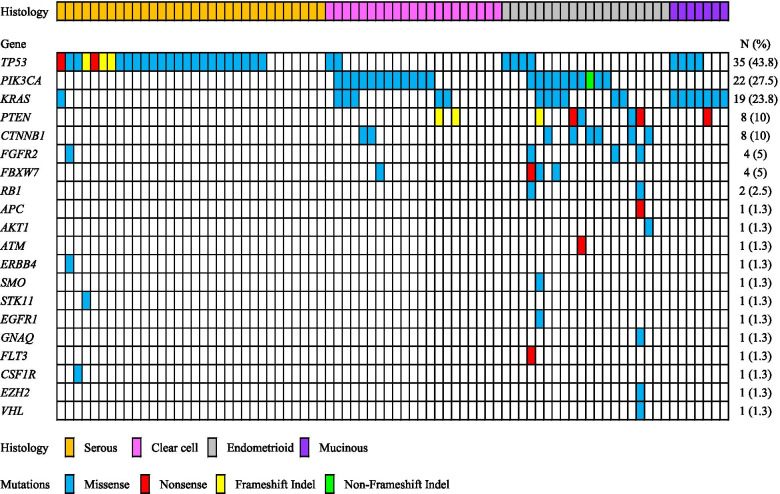 Histology
Gene N (%)
TP53 35 (43.8)
PIK3CA 22 (27.5)
KRAS 19 (23.8)
PTEN 8 (10)
CTNNB1 8 (10)
FGFR2 4 (5)
FBXW7 4 (5)
RB1 2 (2.5)
APC 1 (1.3)
AKT1 1 (1.3)
ATM 1 (1.3)
ERBB4 1 (1.3)
SMO 1 (1.3)
STK11 1 (1.3)
EGFR1 1 (1.3)
GNAQ 1 (1.3)
FLT3 1 (1.3)
CSF1R 1 (1.3)
EZH2 1 (1.3)
VHL 1 (1.3)
Histology Serous Clear cell Endometrioid Mucinous
Mutations Missense Nonsense Frameshift Indel Non-Frameshift Indel